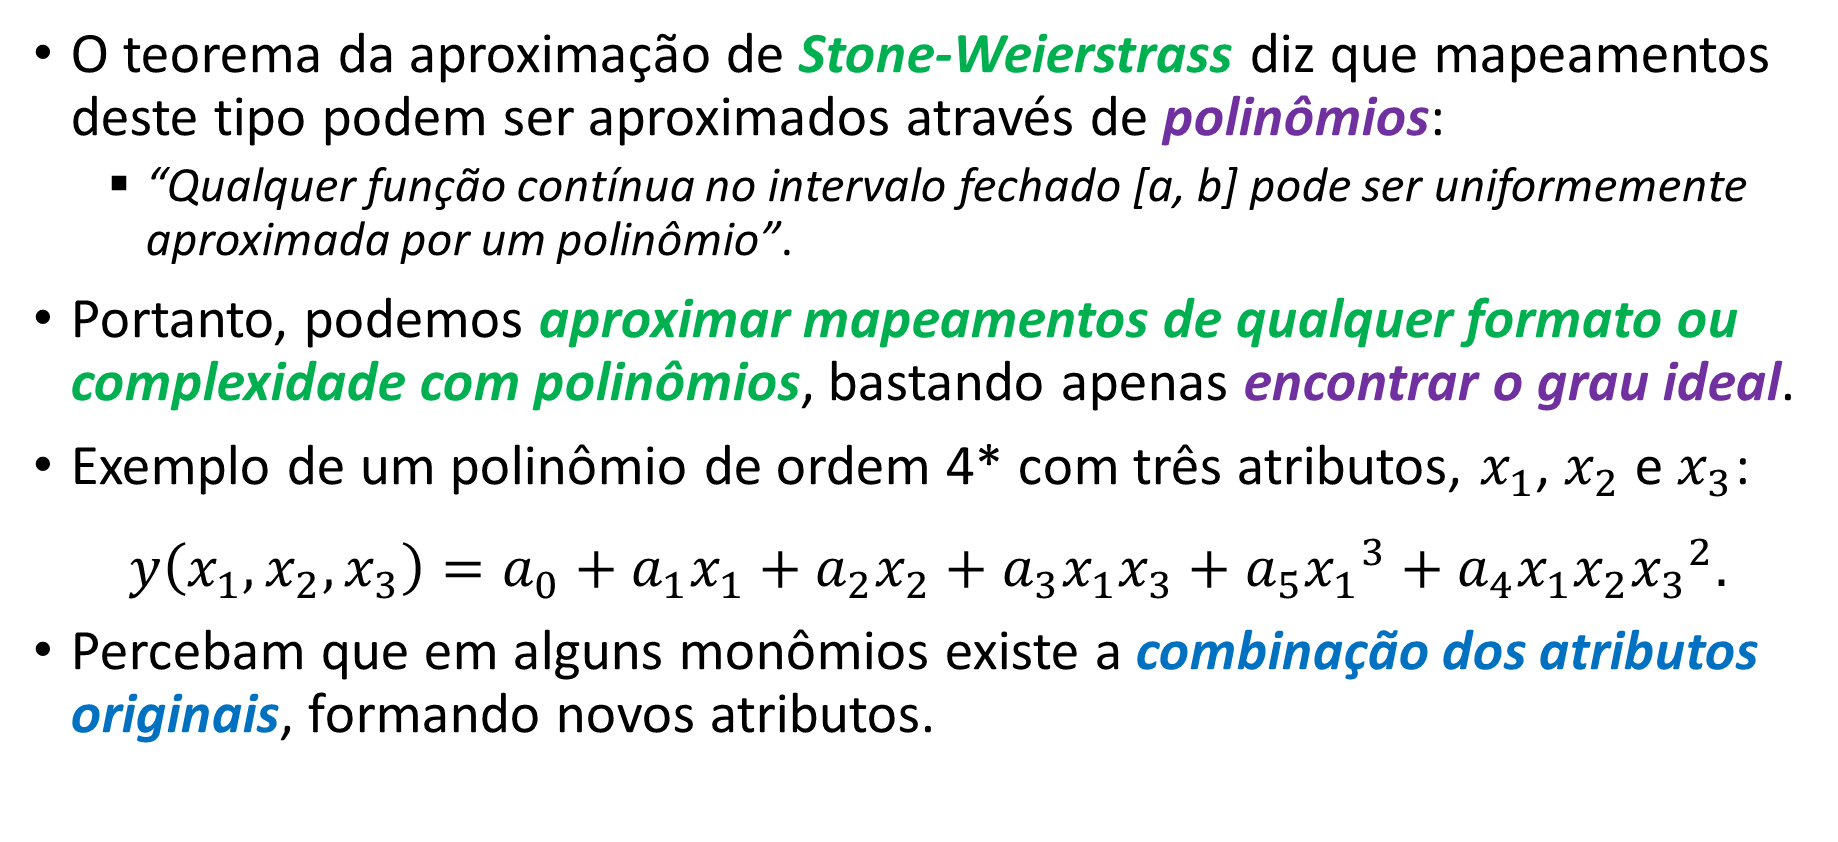 • O teorema da aproximação de Stone-Weierstrass diz que mapeamentos
deste tipo podem ser aproximados através de polinômios:
▪ “Qualquer função contínua no intervalo fechado [a, b] pode ser uniformemente
aproximada por um polinômio”.
• Portanto, podemos aproximar mapeamentos de qualquer formato ou
complexidade com polinômios, bastando apenas encontrar o grau ideal.
• Exemplo de um polinômio de ordem 4* com três atributos, x₁, x₂ e x₃:
y(x₁, x₂, x₃) = a₀ + a₁x₁ + a₂x₂ + a₃x₁x₃ + a₅x₁³ + a₄x₁x₂x₃².
• Percebam que em alguns monômios existe a combinação dos atributos
originais, formando novos atributos.